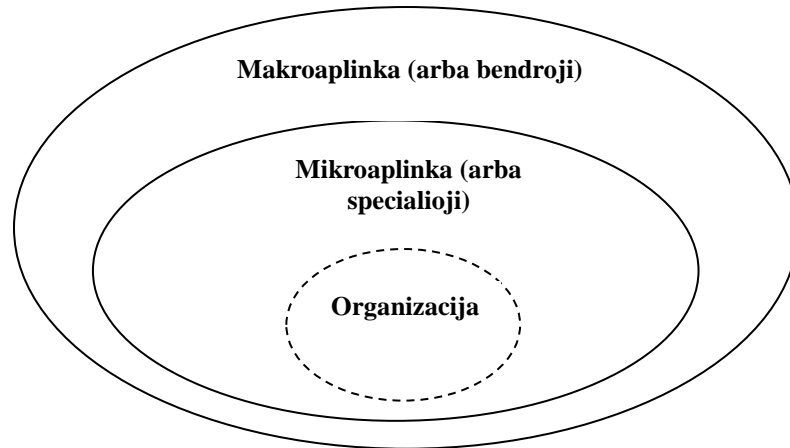 Makroaplinka (arba bendroji)
Mikroaplinka (arba
specialioji)
Organizacija